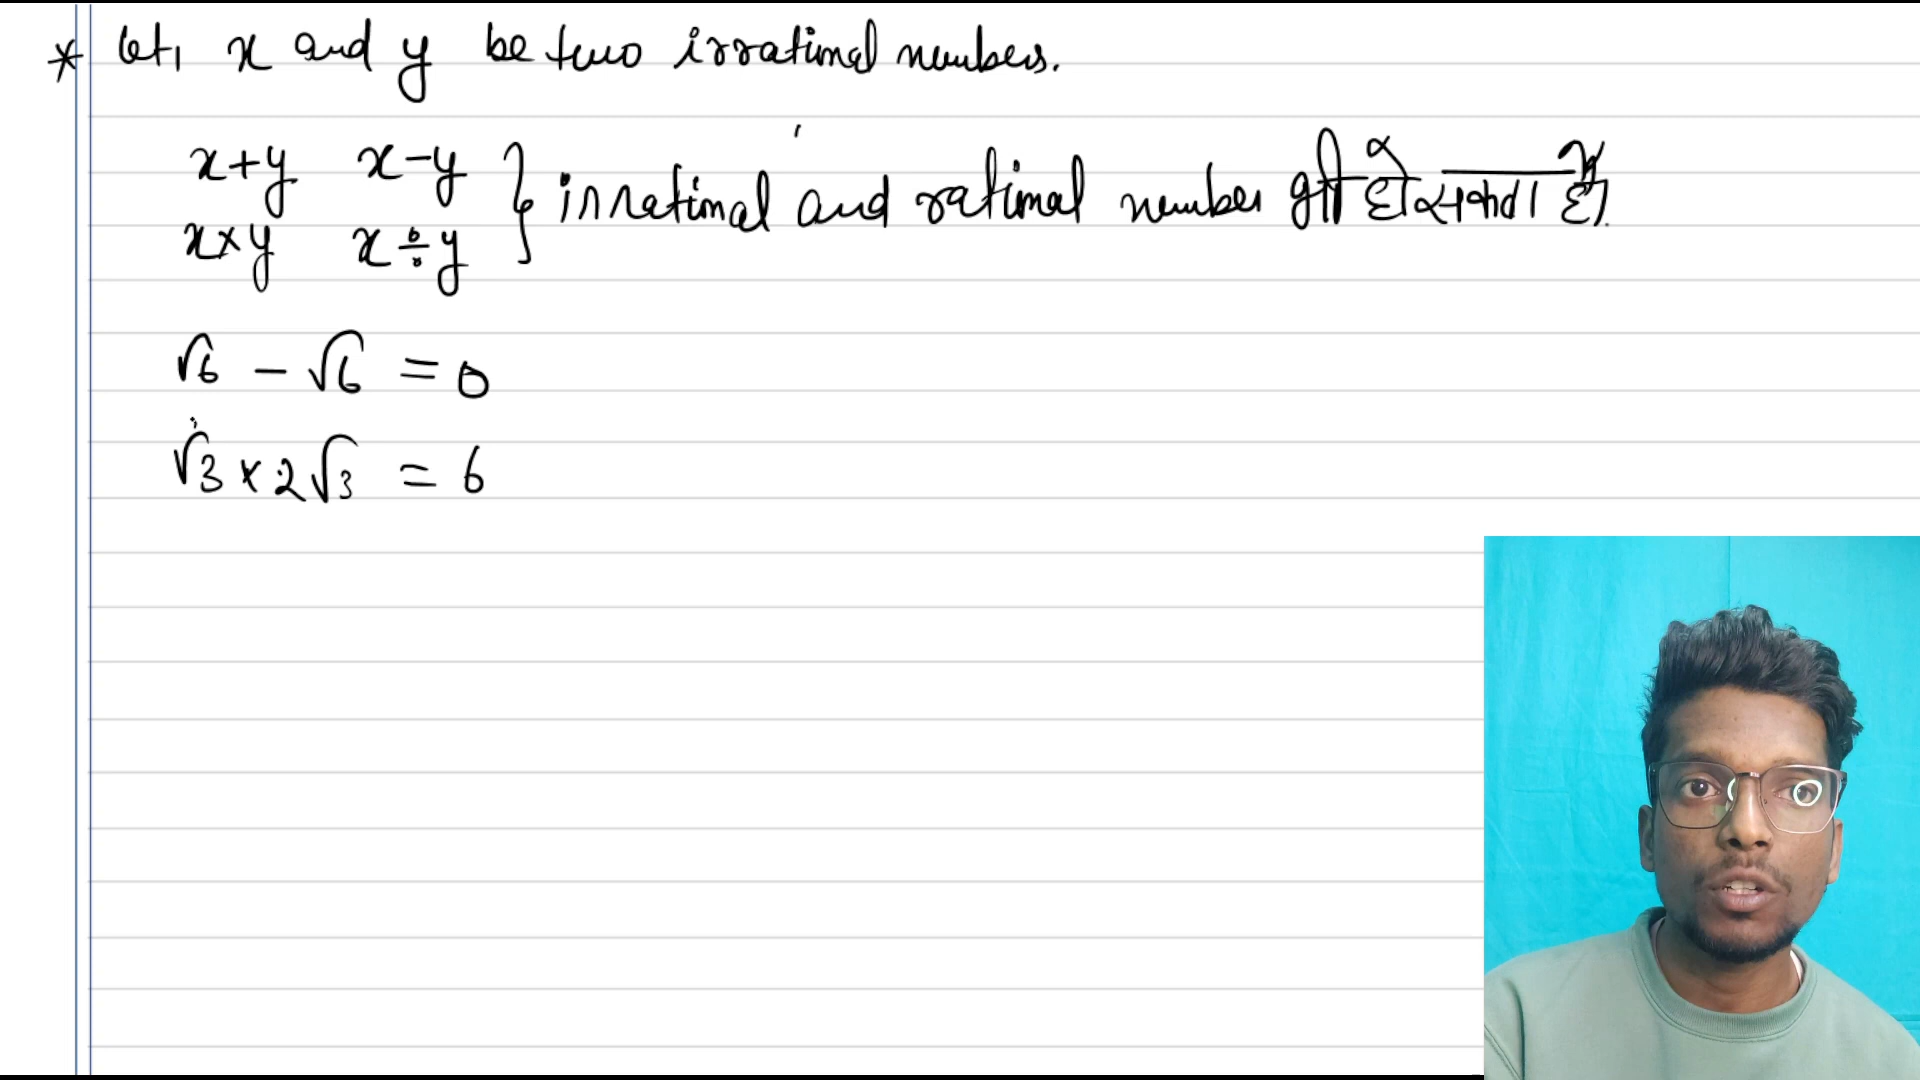 * let, x and y be two irrational numbers.
x+y x-y
x×y x÷y } irrational and rational number भी हो सकता है।
√6 - √6 = 0
√3 × 2√3 = 6